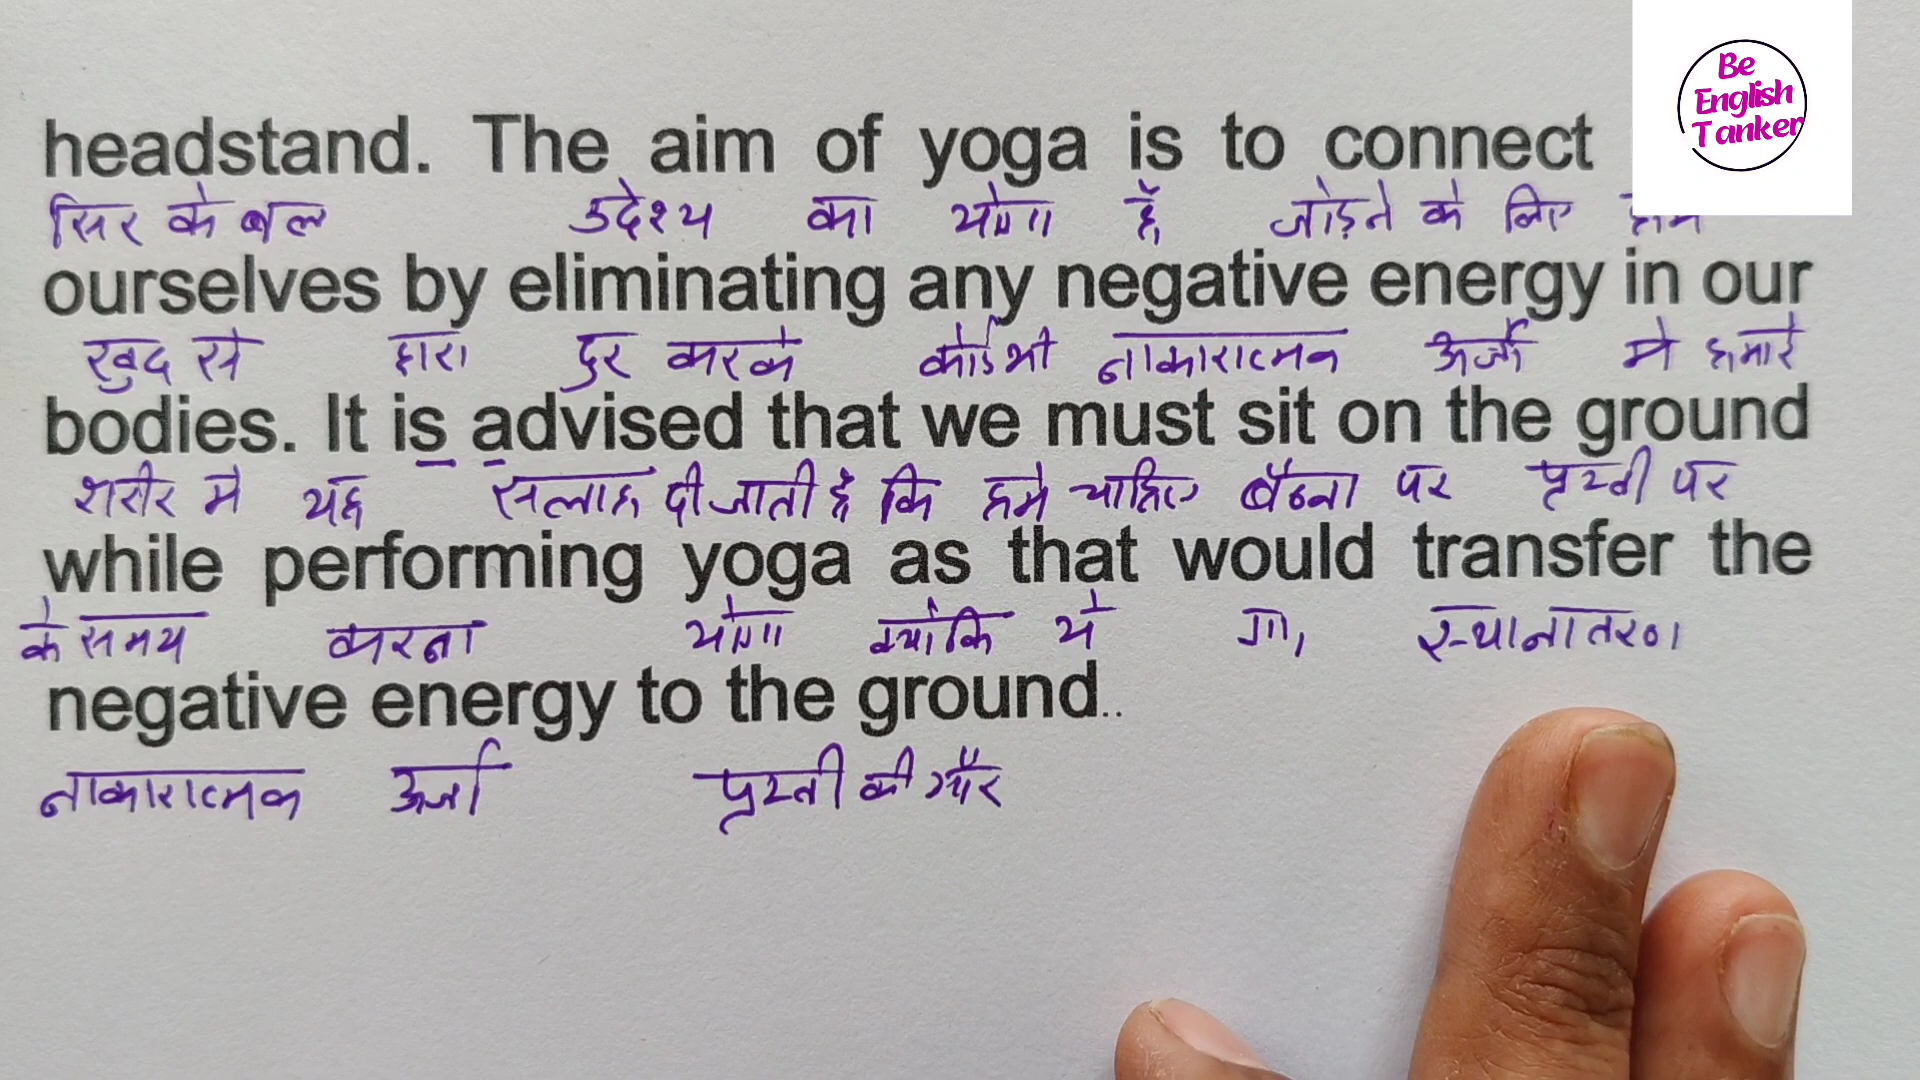 headstand. The aim of yoga is to connect
सिर के बल उदेश्य का योगा है जोड़ने के लिए
ourselves by eliminating any negative energy in our
खुद से द्वारा दुर करके कोई भी नाकारात्मक ऊर्जा मे हमारे
bodies. It is advised that we must sit on the ground
शरीर मे यह सलाह दी जाती है कि हमे चाहिए बैठना पर पृथ्वी पर
while performing yoga as that would transfer the
के समय करना योगा क्योकि ये गा, स्थानातरण
negative energy to the ground..
नाकारात्मक ऊर्जा पृथ्वी की और
Be
English
Tanker